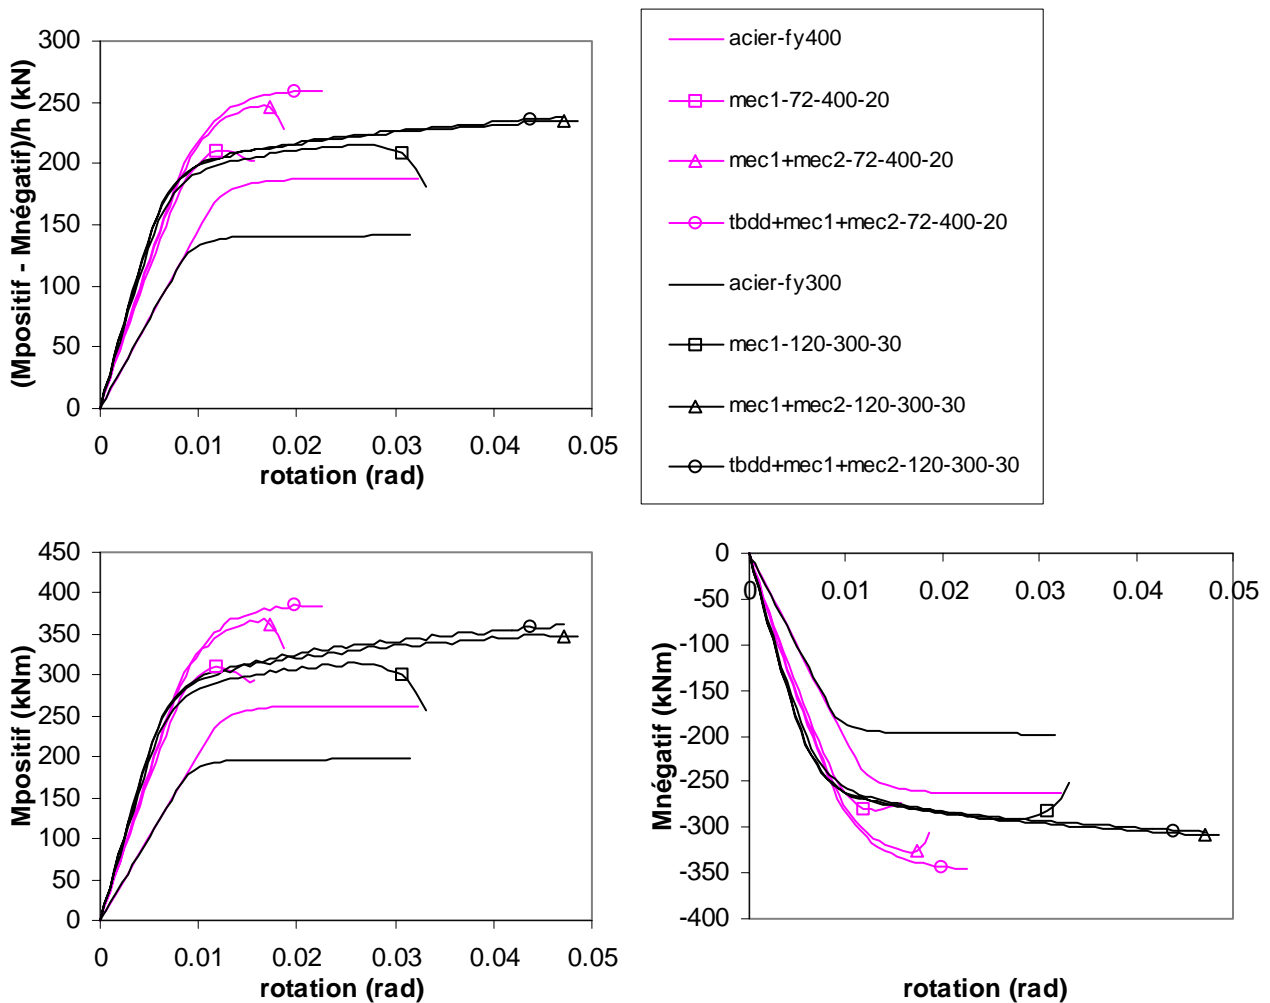 300
250
200
150
100
50
0
(Mpositif - Mnégatif)/h (kN)
0 0.01 0.02 0.03 0.04 0.05
rotation (rad)
acier-fy400
mec1-72-400-20
mec1+mec2-72-400-20
tbdd+mec1+mec2-72-400-20
acier-fy300
mec1-120-300-30
mec1+mec2-120-300-30
tbdd+mec1+mec2-120-300-30
450
400
350
300
250
200
150
100
50
0
Mpositif (kNm)
0 0.01 0.02 0.03 0.04 0.05
rotation (rad)
0
-50
-100
-150
-200
-250
-300
-350
-400
Mnégatif (kNm)
0 0.01 0.02 0.03 0.04 0.05
rotation (rad)